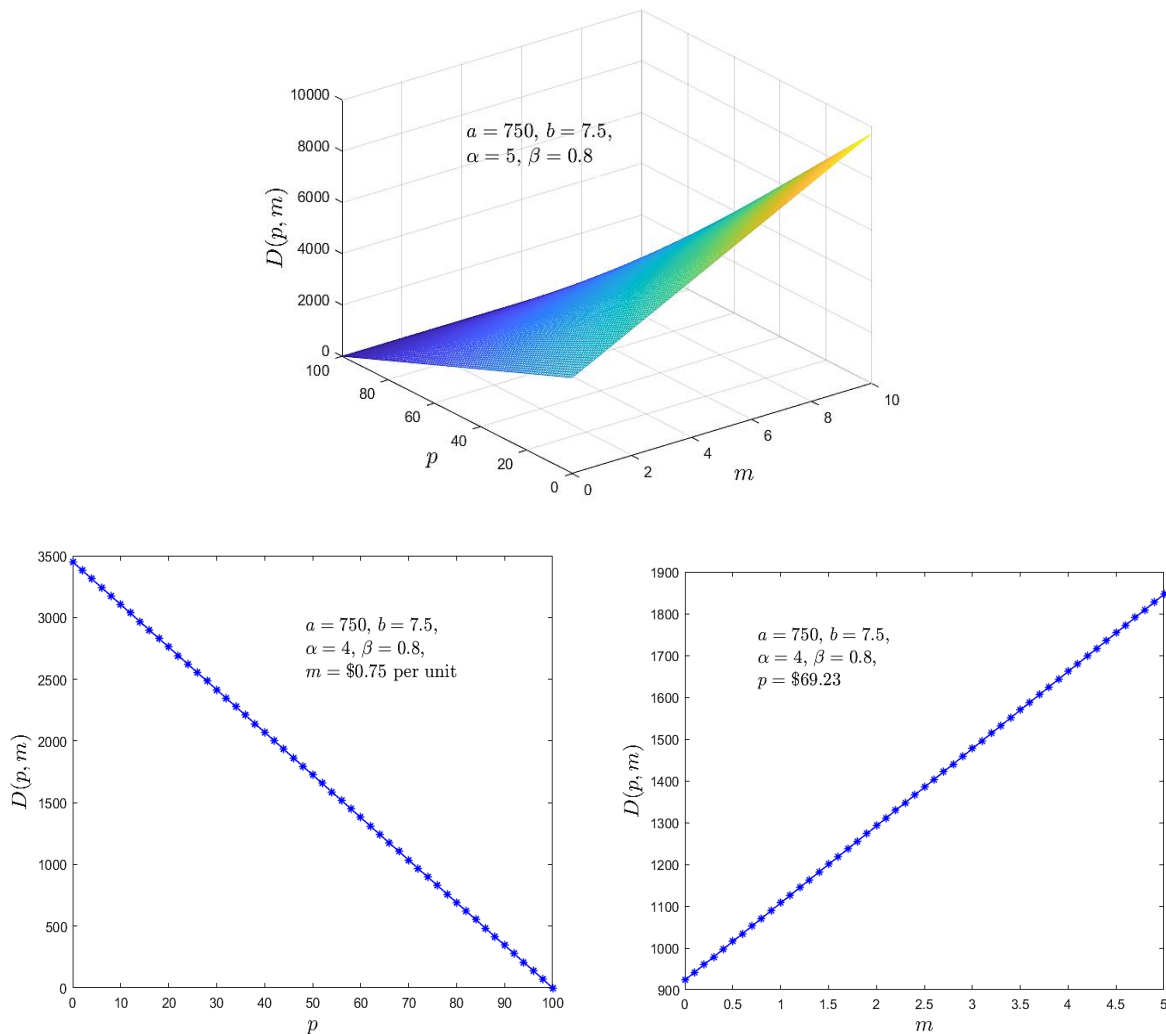 10000
8000
6000
4000
2000
0
D(p, m)
a = 750, b = 7.5,
α = 5, β = 0.8
100
80
60
40
20
0
p
0
2
4
6
8
10
m
3500
3000
2500
2000
1500
1000
500
0
D(p, m)
a = 750, b = 7.5,
α = 4, β = 0.8,
m = $0.75 per unit
0 10 20 30 40 50 60 70 80 90 100
p
1900
1800
1700
1600
1500
1400
1300
1200
1100
1000
900
D(p, m)
a = 750, b = 7.5,
α = 4, β = 0.8,
p = $69.23
0 0.5 1 1.5 2 2.5 3 3.5 4 4.5 5
m